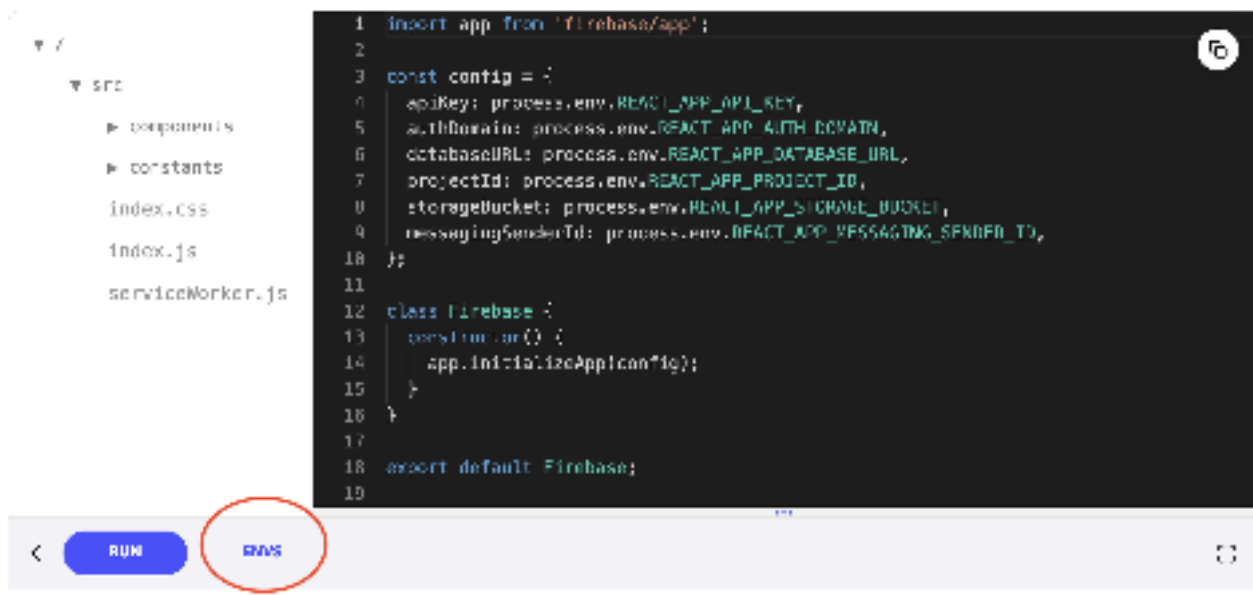 ▼ /
▼ src
▶ components
▶ constants
index.css
index.js
serviceWorker.js
1 import app from 'firebase/app';
2
3 const config = {
4 apiKey: process.env.REACT_APP_API_KEY,
5 authDomain: process.env.REACT_APP_AUTH_DOMAIN,
6 databaseURL: process.env.REACT_APP_DATABASE_URL,
7 projectId: process.env.REACT_APP_PROJECT_ID,
8 storageBucket: process.env.REACT_APP_STORAGE_BUCKET,
9 messagingSenderId: process.env.REACT_APP_MESSAGING_SENDER_ID,
10 };
11
12 class Firebase {
13 constructor() {
14 app.initializeApp(config);
15 }
16 }
17
18 export default Firebase;
19
RUN ENVS